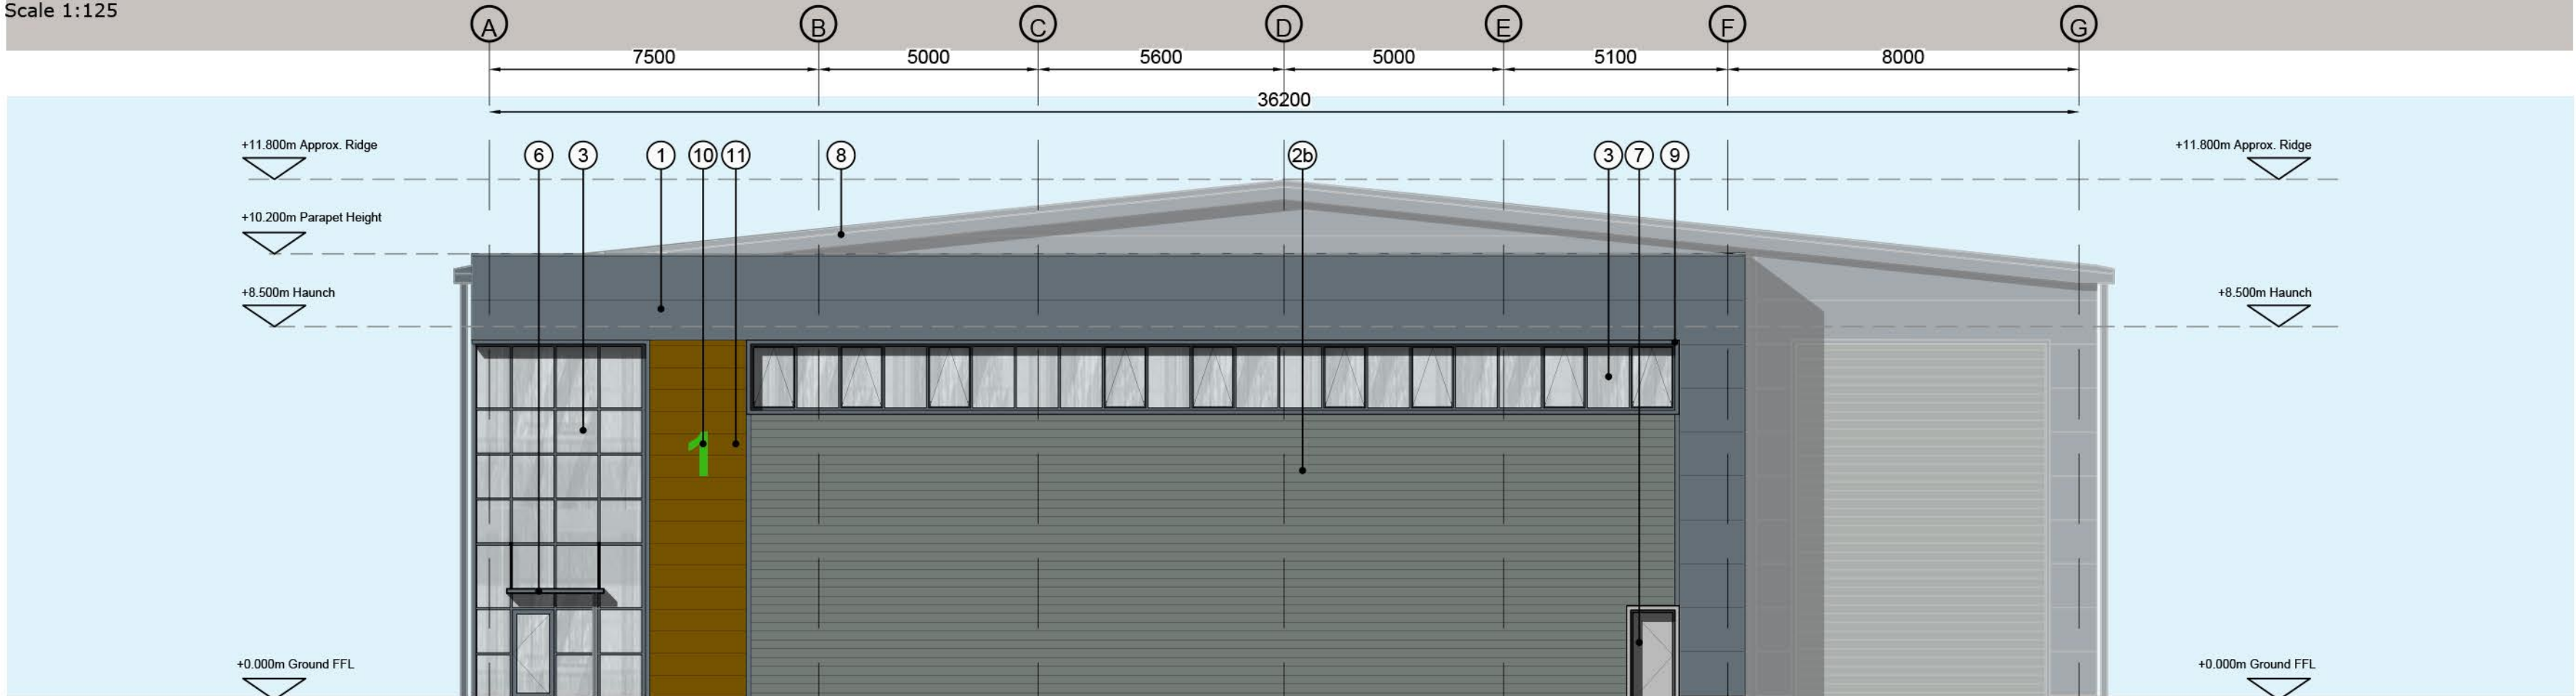 Scale 1:125
A B C D E F G
7500 5000 5600 5000 5100 8000
36200
+11.800m Approx. Ridge
6 3 1 10 11 8 2b 3 7 9
+11.800m Approx. Ridge
+10.200m Parapet Height
+8.500m Haunch
+8.500m Haunch
1
+0.000m Ground FFL
+0.000m Ground FFL